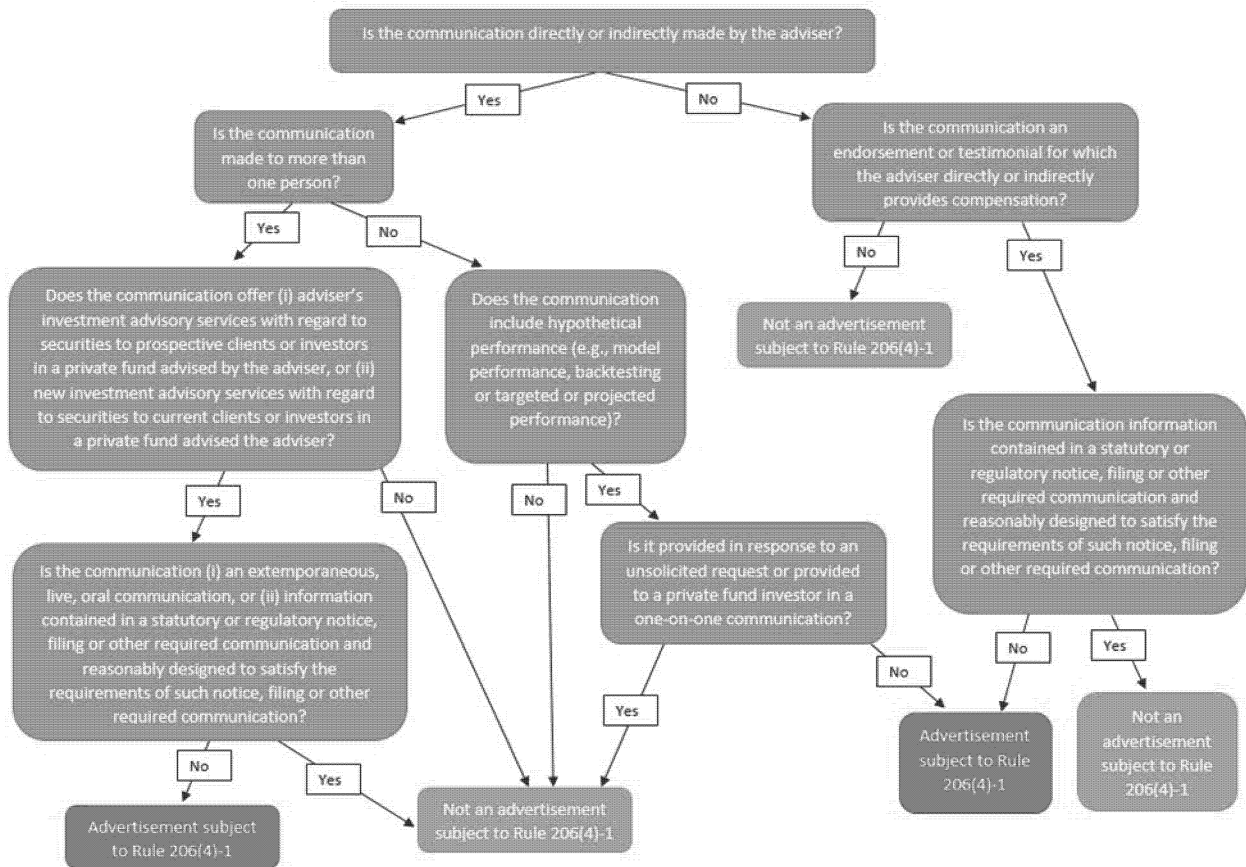 Is the communication directly or indirectly made by the adviser?
Yes
No
Is the communication
made to more than
one person?
Is the communication an
endorsement or testimonial for which
the adviser directly or indirectly
provides compensation?
Yes
No
No
Yes
Does the communication offer (i) adviser's
investment advisory services with regard to
securities to prospective clients or investors
in a private fund advised by the adviser, or (ii)
new investment advisory services with regard
to securities to current clients or investors in
a private fund advised the adviser?
Does the communication
include hypothetical
performance (e.g., model
performance, backtesting
or targeted or projected
performance)?
Not an advertisement
subject to Rule 206(4)-1
Is the communication information
contained in a statutory or
regulatory notice, filing or other
required communication and
reasonably designed to satisfy the
requirements of such notice, filing
or other required communication?
Yes
No
No
Yes
Is the communication (i) an extemporaneous,
live, oral communication, or (ii) information
contained in a statutory or regulatory notice,
filing or other required communication and
reasonably designed to satisfy the
requirements of such notice, filing or other
required communication?
Is it provided in response to an
unsolicited request or provided
to a private fund investor in a
one-on-one communication?
No
Yes
Yes
No
No
Yes
Advertisement subject
to Rule 206(4)-1
Not an advertisement
subject to Rule 206(4)-1
Advertisement
subject to Rule
206(4)-1
Not an
advertisement
subject to Rule
206(4)-1